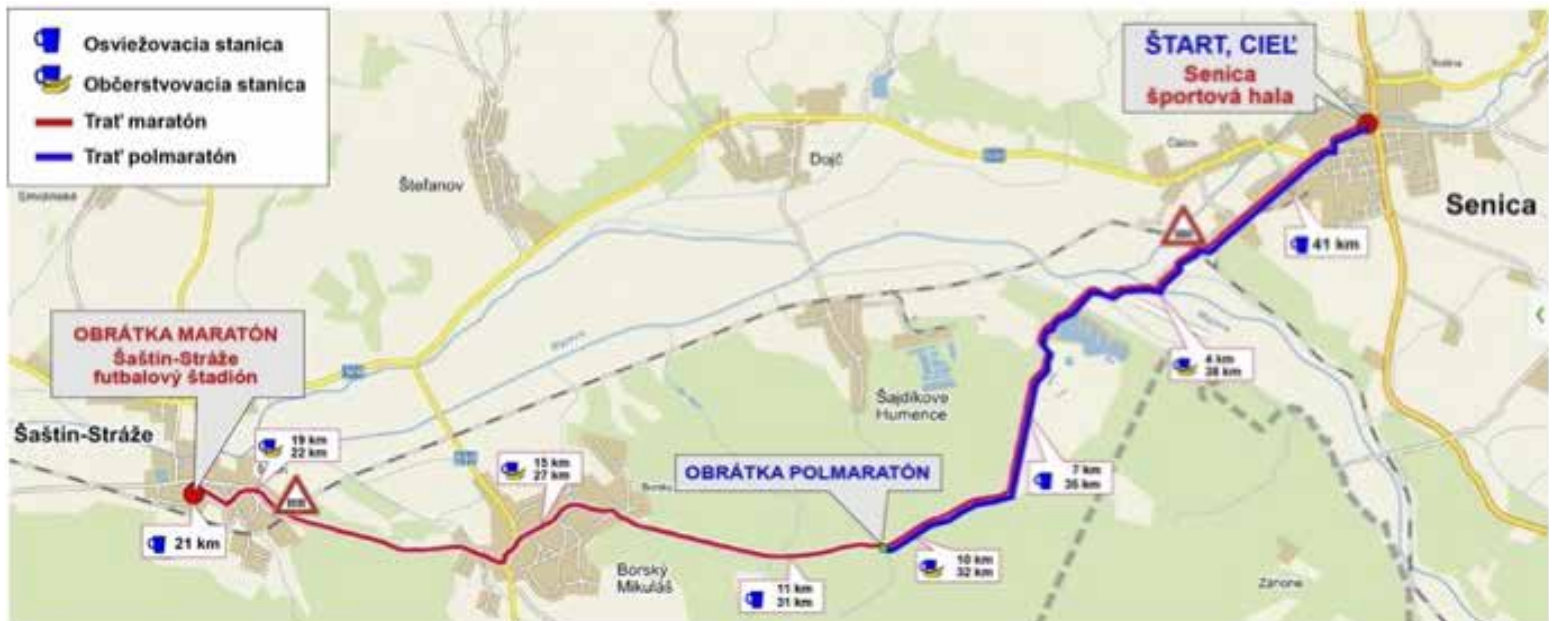 Osviežovacia stanica
Občerstvovacia stanica
Trať maratón
Trať polmaratón
ŠTART, CIEĽ
Senica
športová hala
Senica
Dojč
Štefanov
Smolinské
41 km
OBRÁTKA MARATÓN
Šaštín-Stráže
futbalový štadión
4 km
38 km
Šajdíkove
Humence
Šaštín-Stráže
19 km
22 km
15 km
27 km
OBRÁTKA POLMARATÓN
7 km
35 km
21 km
10 km
32 km
Borský
Mikuláš
11 km
31 km